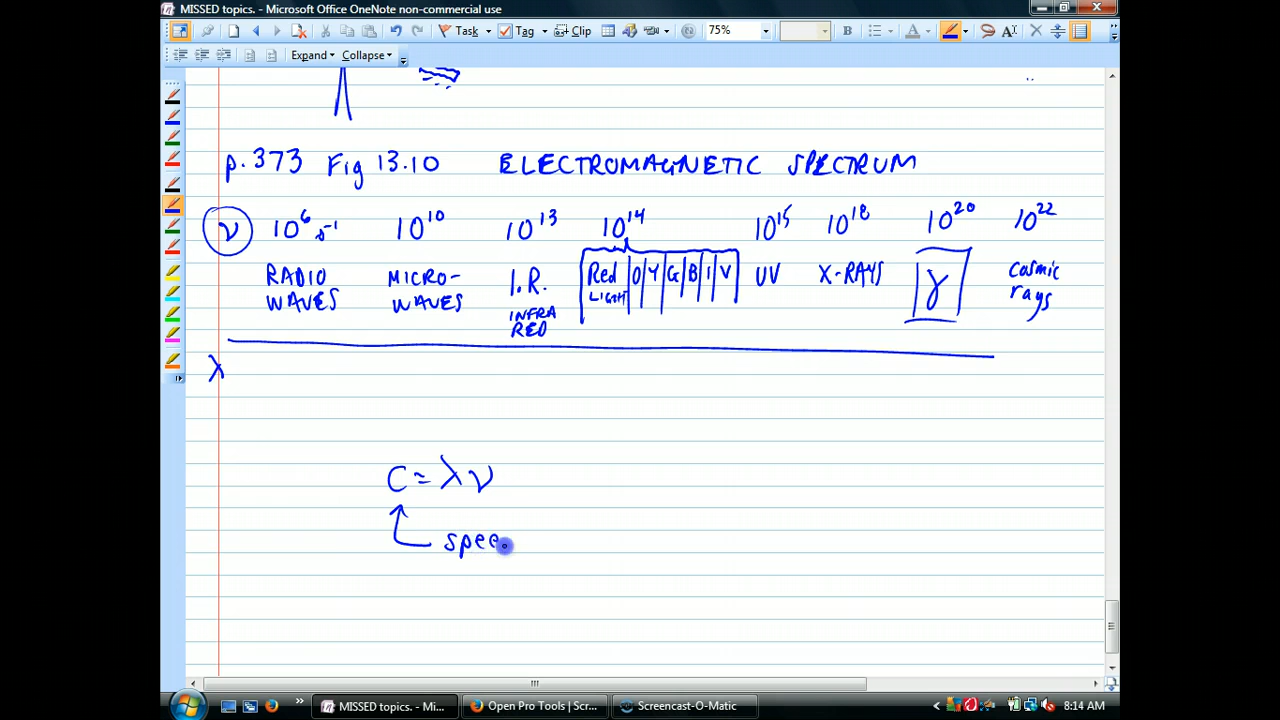 MISSED topics. - Microsoft Office OneNote non-commercial use
Task Tag Clip 75% B A
Expand Collapse
p. 373 Fig 13.10 ELECTROMAGNETIC SPECTRUM
ν 10⁶ s⁻¹ 10¹⁰ 10¹³ 10¹⁴ 10¹⁵ 10¹⁸ 10²⁰ 10²²
RADIO MICRO- I.R. Red O Y G B I V UV X-RAYS γ cosmic
WAVES WAVES INFRA LIGHT rays
RED
λ
C = λ ν
spee
MISSED topics. - Mi... Open Pro Tools | Scr... Screencast-O-Matic 8:14 AM